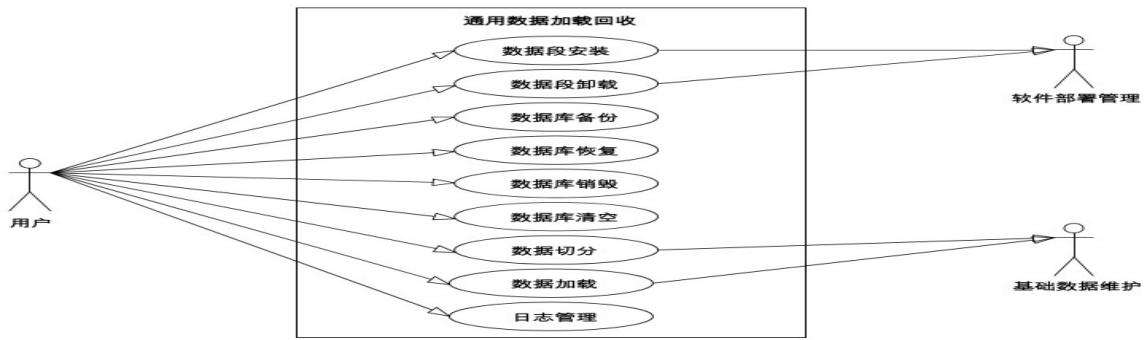 通用数据加载回收
数据段安装
数据段卸载
数据库备份
数据库恢复
数据库销毁
数据库清空
数据切分
数据加载
日志管理
用户
软件部署管理
基础数据维护